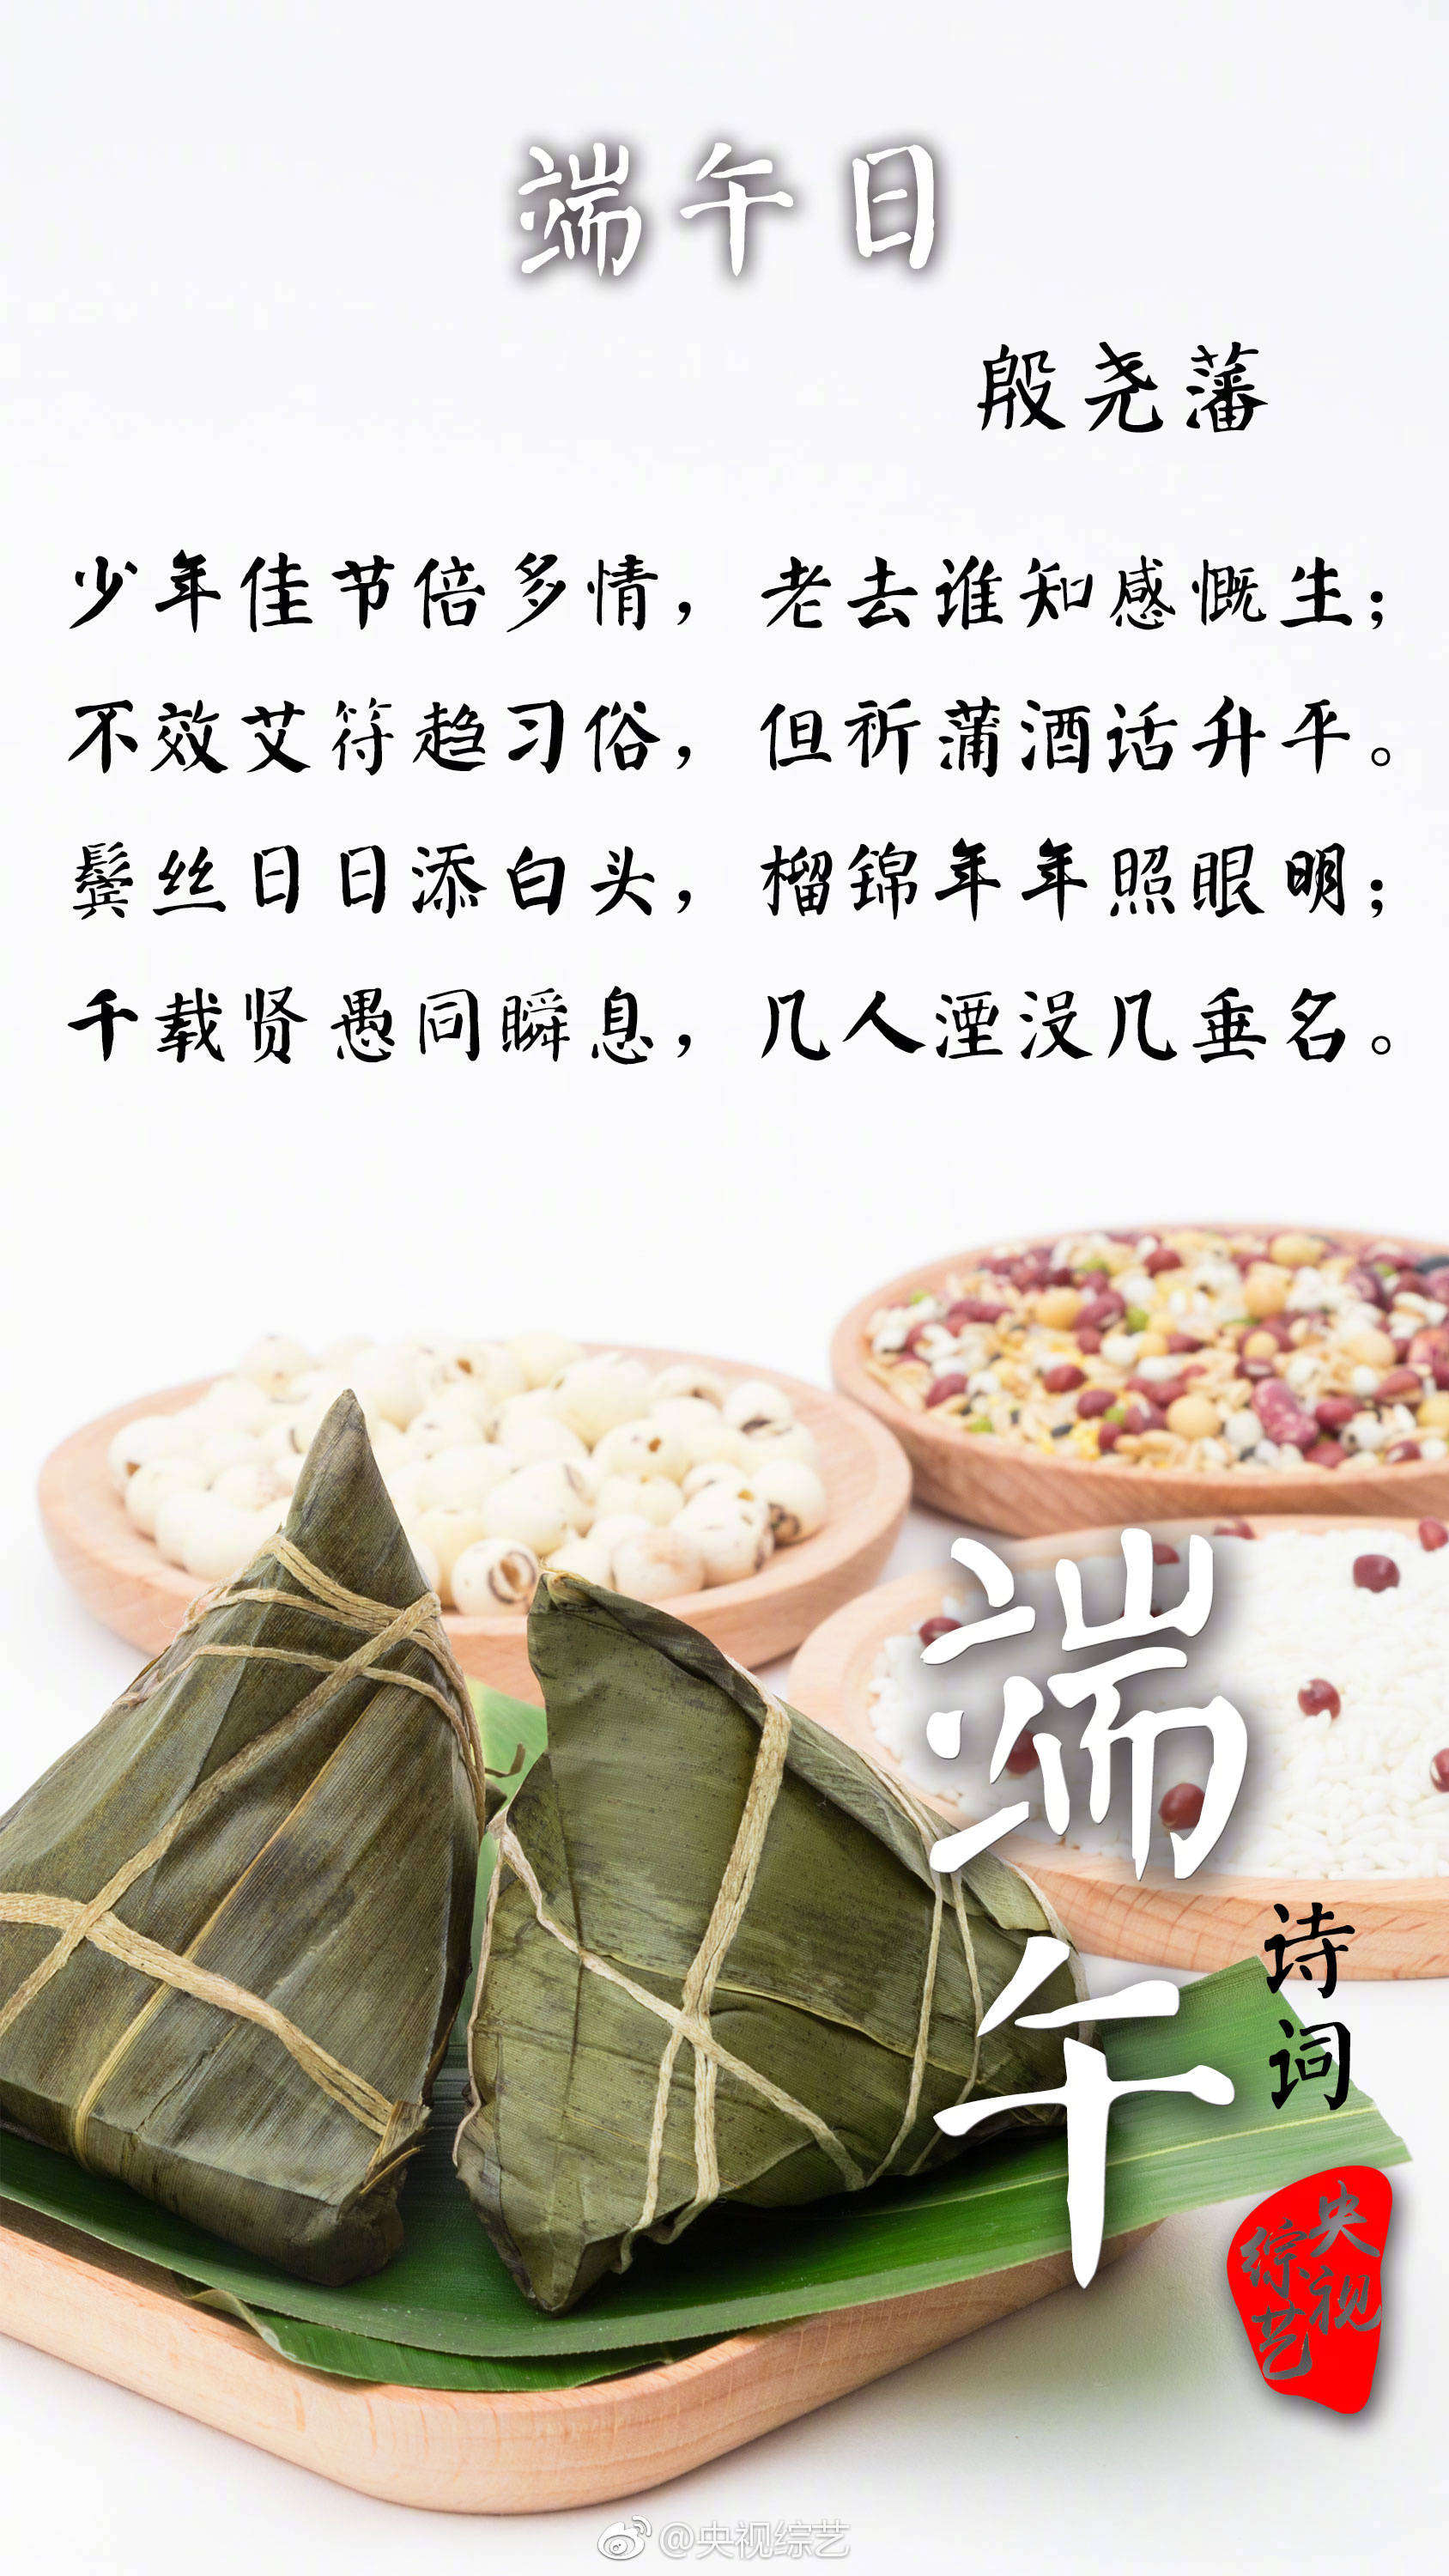 端午日
殷尧藩
少年佳节倍多情，老去谁知感慨生；
不效艾符趋习俗，但祈蒲酒话升平。
鬓丝日日添白头，榴锦年年照眼明；
千载贤愚同瞬息，几人湮没几垂名。
端午
诗词
央视
综艺
@央视综艺